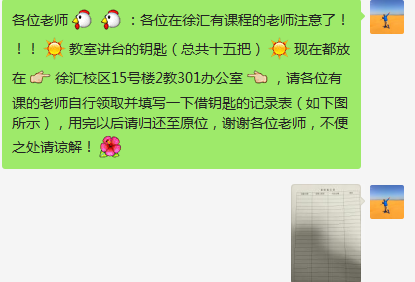 各位老师：各位在徐汇有课程的老师注意了！
！！教室讲台的钥匙（总共十五把）现在都放
在徐汇校区15号楼2教301办公室，请各位有
课的老师自行领取并填写一下借钥匙的记录表（如下图
所示），用完以后请归还至原位，谢谢各位老师，不便
之处请谅解！